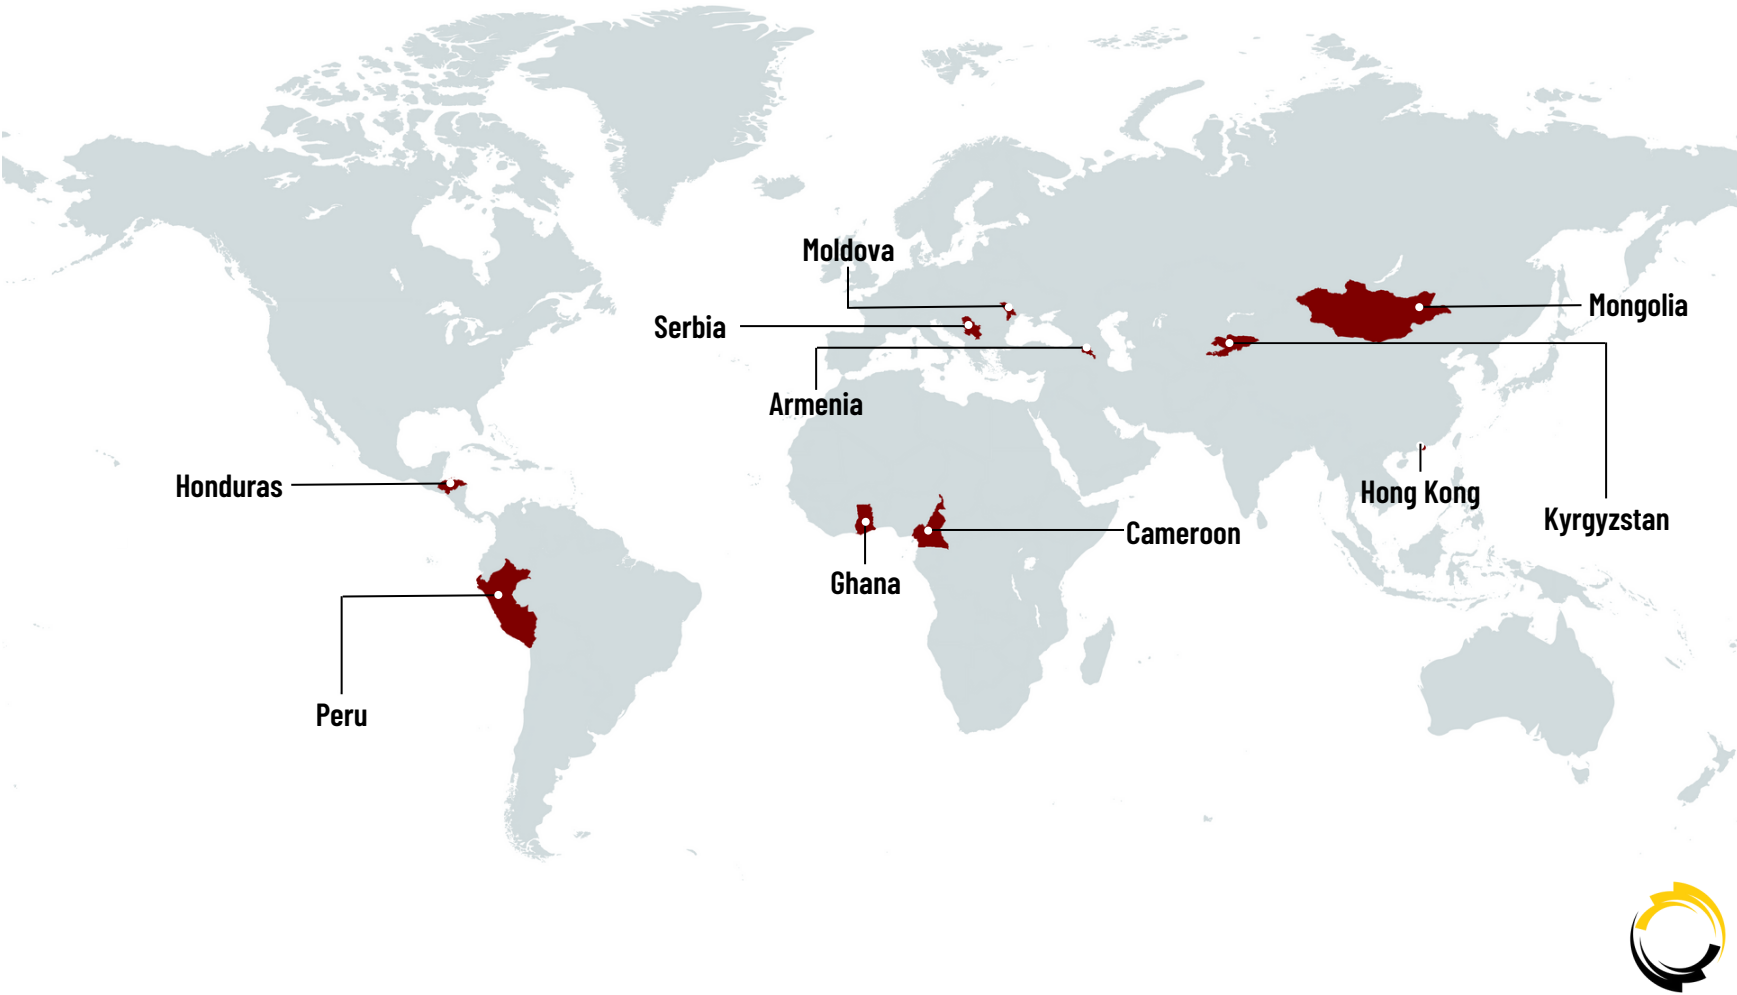 Moldova
Serbia
Mongolia
Armenia
Honduras
Hong Kong
Kyrgyzstan
Cameroon
Ghana
Peru